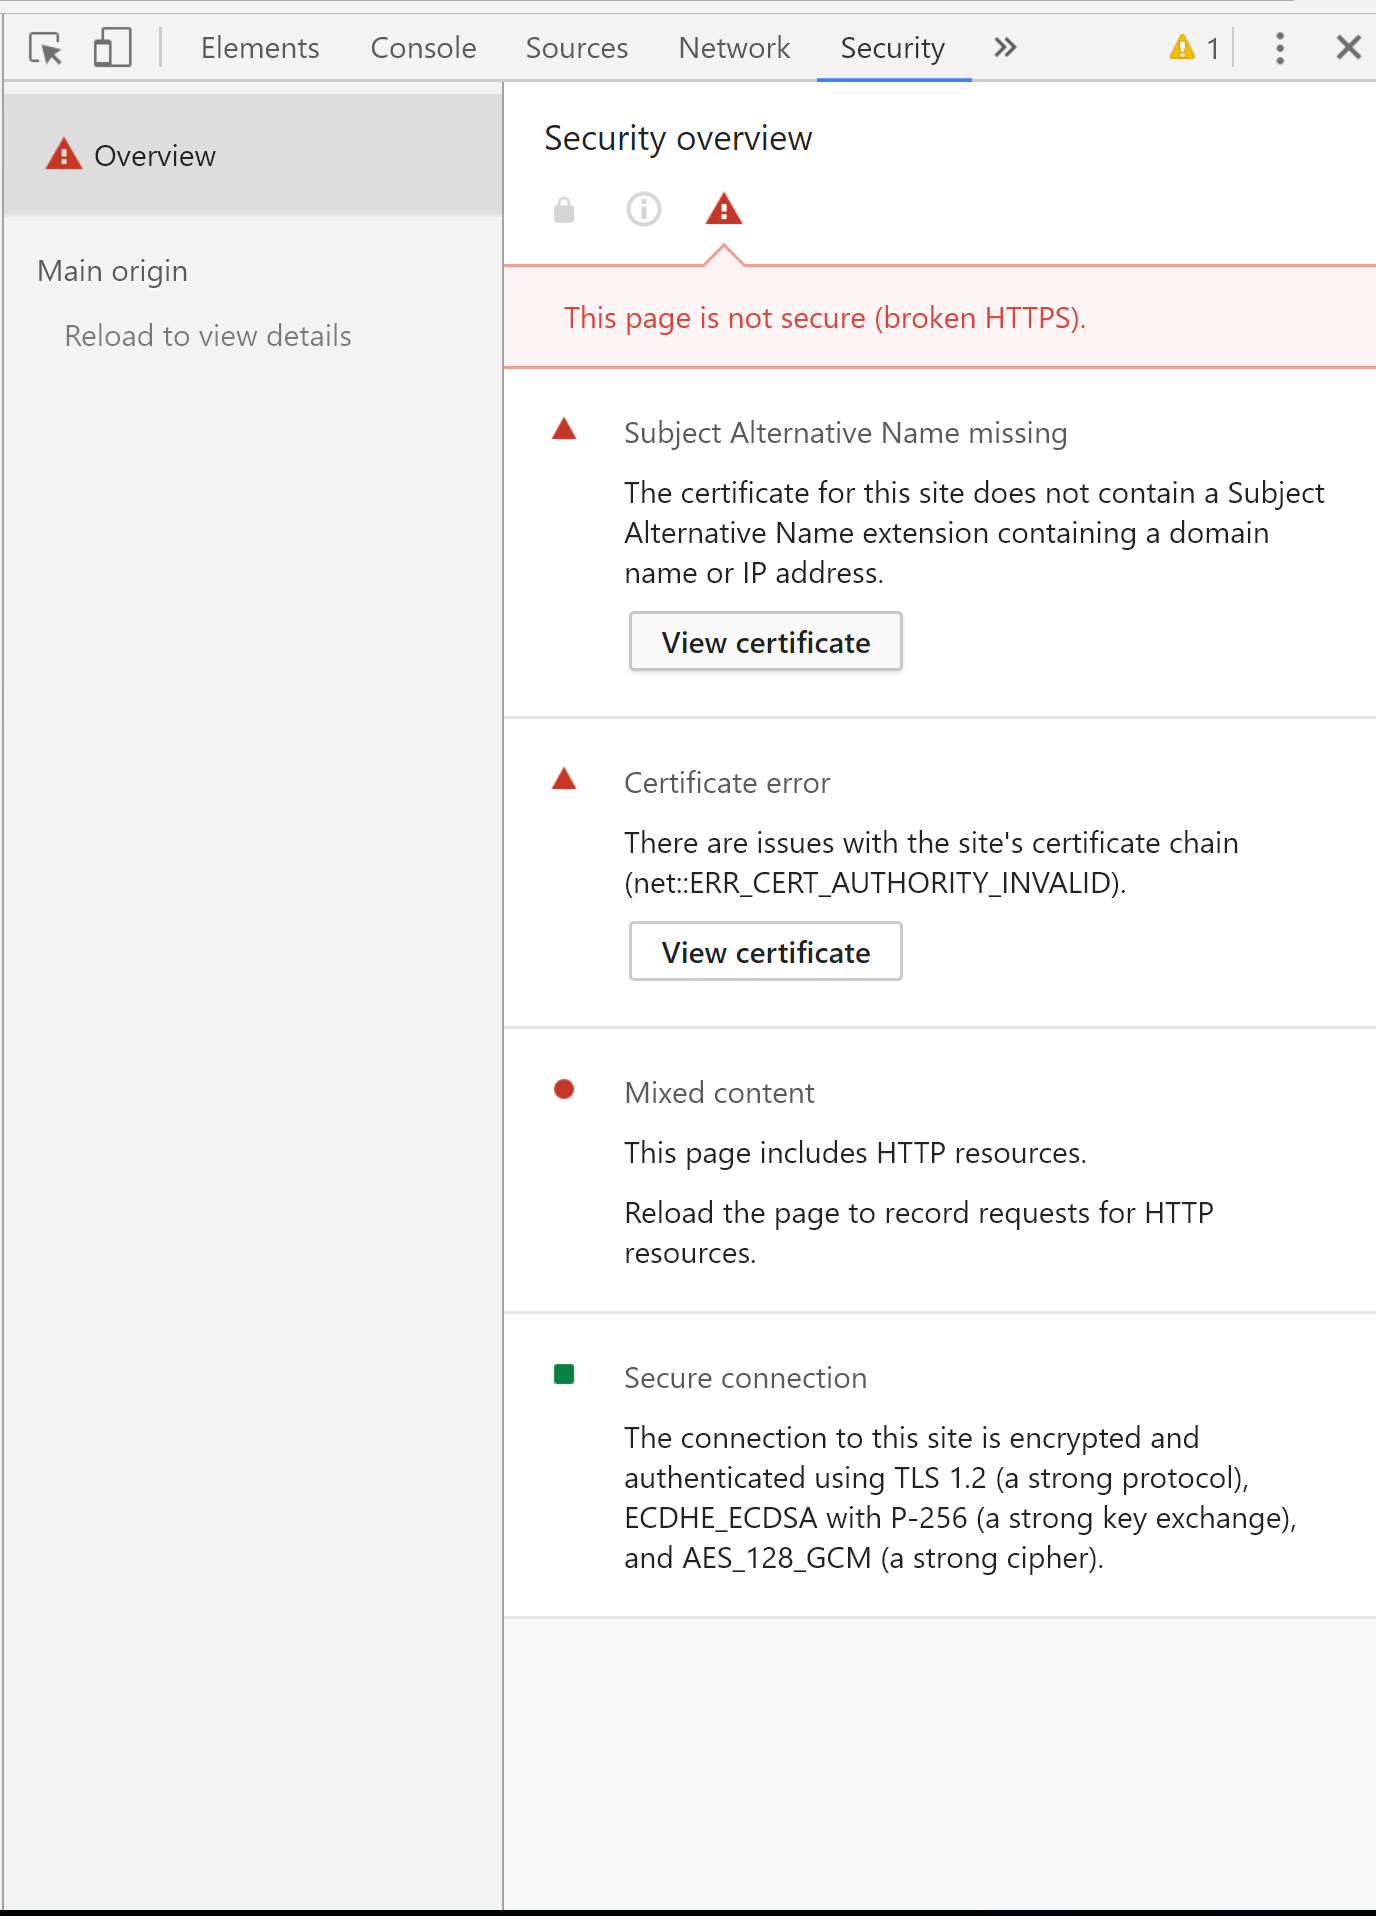 Elements Console Sources Network Security » 1
Overview
Main origin
Reload to view details
Security overview
This page is not secure (broken HTTPS).
Subject Alternative Name missing
The certificate for this site does not contain a Subject
Alternative Name extension containing a domain
name or IP address.
View certificate
Certificate error
There are issues with the site's certificate chain
(net::ERR_CERT_AUTHORITY_INVALID).
View certificate
Mixed content
This page includes HTTP resources.
Reload the page to record requests for HTTP
resources.
Secure connection
The connection to this site is encrypted and
authenticated using TLS 1.2 (a strong protocol),
ECDHE_ECDSA with P-256 (a strong key exchange),
and AES_128_GCM (a strong cipher).